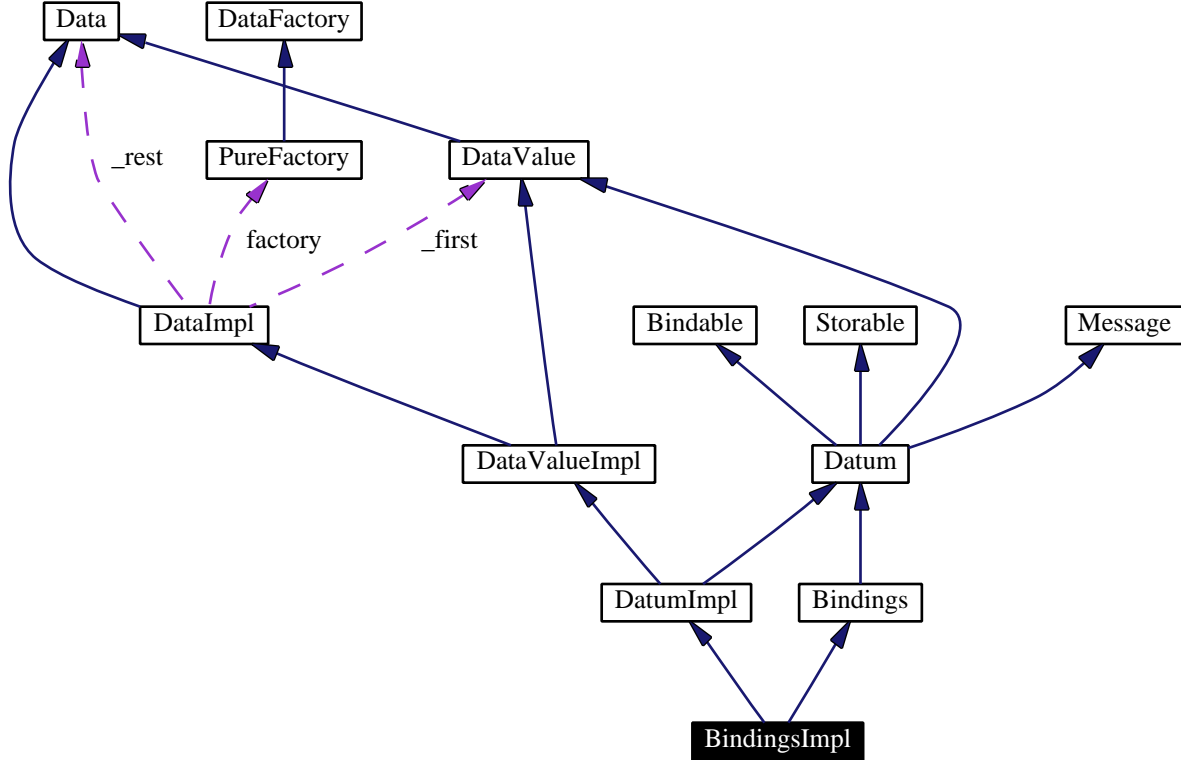 Data
DataFactory
_rest
PureFactory
DataValue
factory
_first
DataImpl
Bindable
Storable
Message
DataValueImpl
Datum
DatumImpl
Bindings
BindingsImpl